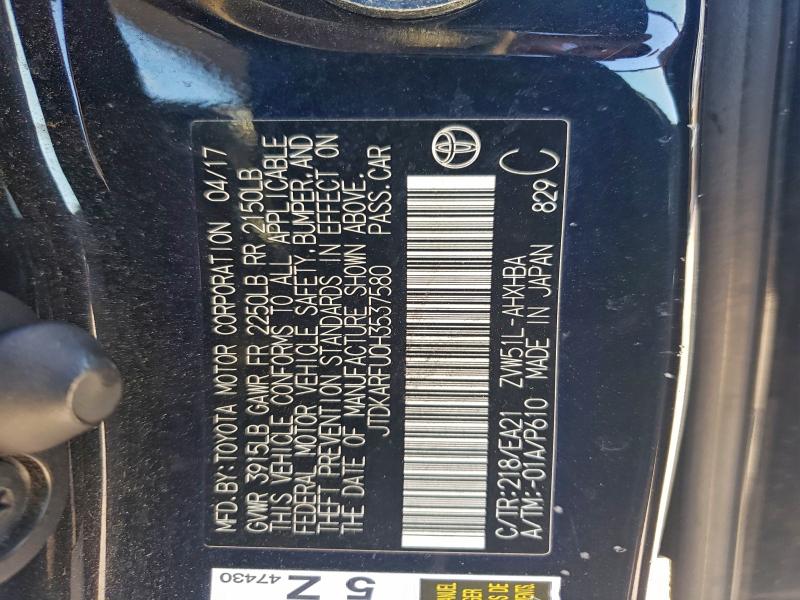 MFD.BY:TOYOTA MOTOR CORPORATION 04/17
GVWR 3915LB GAWR FR 2250LB RR 2150LB
THIS VEHICLE CONFORMS TO ALL APPLICABLE
FEDERAL MOTOR VEHICLE SAFETY, BUMPER, AND
THEFT PREVENTION STANDARDS IN EFFECT ON
THE DATE OF MANUFACTURE SHOWN ABOVE.
JTDKARFU0H3537580 PASS.CAR
C/TR:218/EA21 ZVW51L-AHXHBA
A/TM:-01A/P610 MADE IN JAPAN 829 C
5 Z
47430